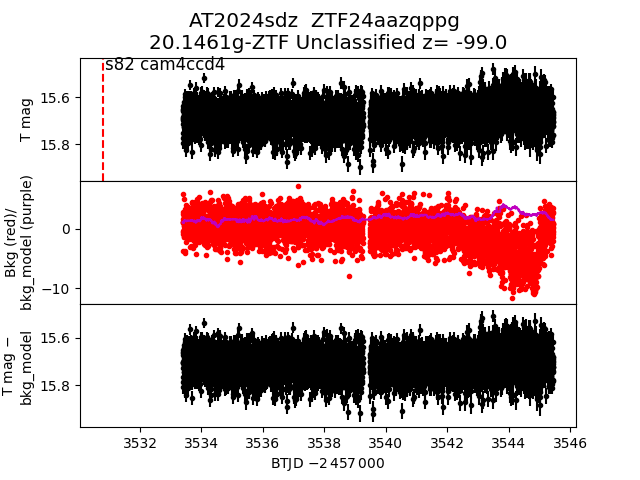 AT2024sdz  ZTF24aazqppg
20.1461g-ZTF Unclassified z= -99.0
s82 cam4ccd4
T mag
15.6
15.8
Bkg (red)/
bkg_model (purple)
0
−10
T mag −
bkg_model
15.6
15.8
3532 3534 3536 3538 3540 3542 3544 3546
BTJD −2 457 000